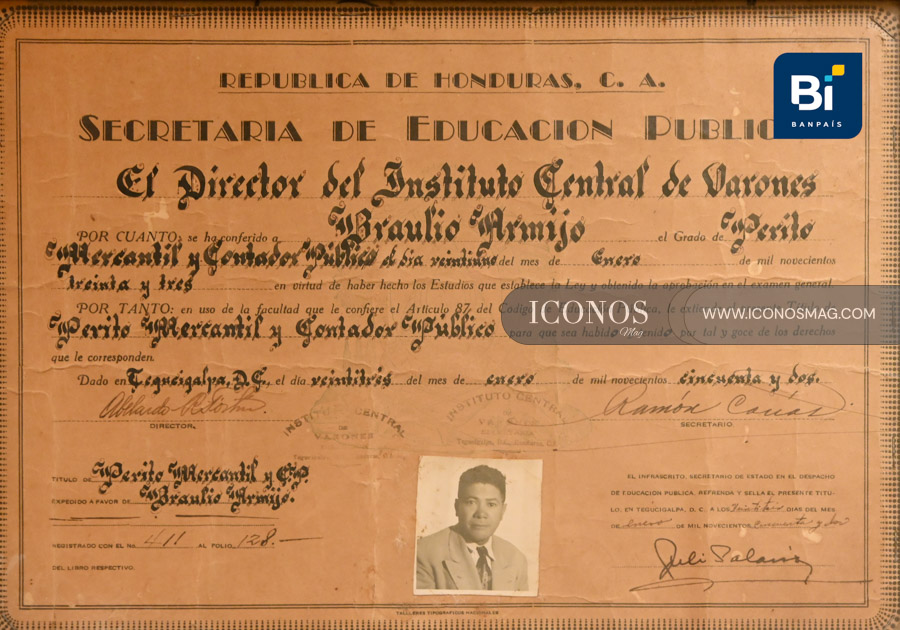 REPUBLICA DE HONDURAS, C. A.
Bi
BANPAÍS
SECRETARIA DE EDUCACION PUBLIC
El Director del Instituto Central de Varones
POR CUANTO: se ha conferido a Braulio Armijo el Grado de Perito
Mercantil y Contador Público el dia veintiuno del mes de Enero de mil novecientos
treinta y tres en virtud de haber hecho los Estudios que establece la Ley y obtenido la aprobación en el examen general
POR TANTO: en uso de la facultad que le confiere el Artículo 87, del
ICONOS
Mag
WWW.ICONOSMAG.COM
Perito Mercantil y Contador Público para que sea por tal y goce de los derechos
que le corresponden.
Dado en Tegucigalpa, D.C., el día veintitrés del mes de enero de mil novecientos cincuenta y dos.
DIRECTOR.
Ramón
SECRETARIO
INSTITUTO CENTRAL
DE
VARONES
INSTITUTO CENTRAL
TITULO DE Perito Mercantil y C.P.
EXPEDIDO A FAVOR DE Braulio Armijo.
REGISTRADO CON EL No. 411 AL FOLIO 128.
DEL LIBRO RESPECTIVO.
EL INFRASCRITO, SECRETARIO DE ESTADO EN EL DESPACHO
DE EDUCACION PUBLICA, REFRENDA Y SELLA EL PRESENTE TITU-
LO, EN TEGUCIGALPA, D. C. A LOS DIAS DEL MES
DE enero DE MIL NOVECIENTOS cincuenta y dos
TALLERES TIPOGRAFICOS NACIONALES